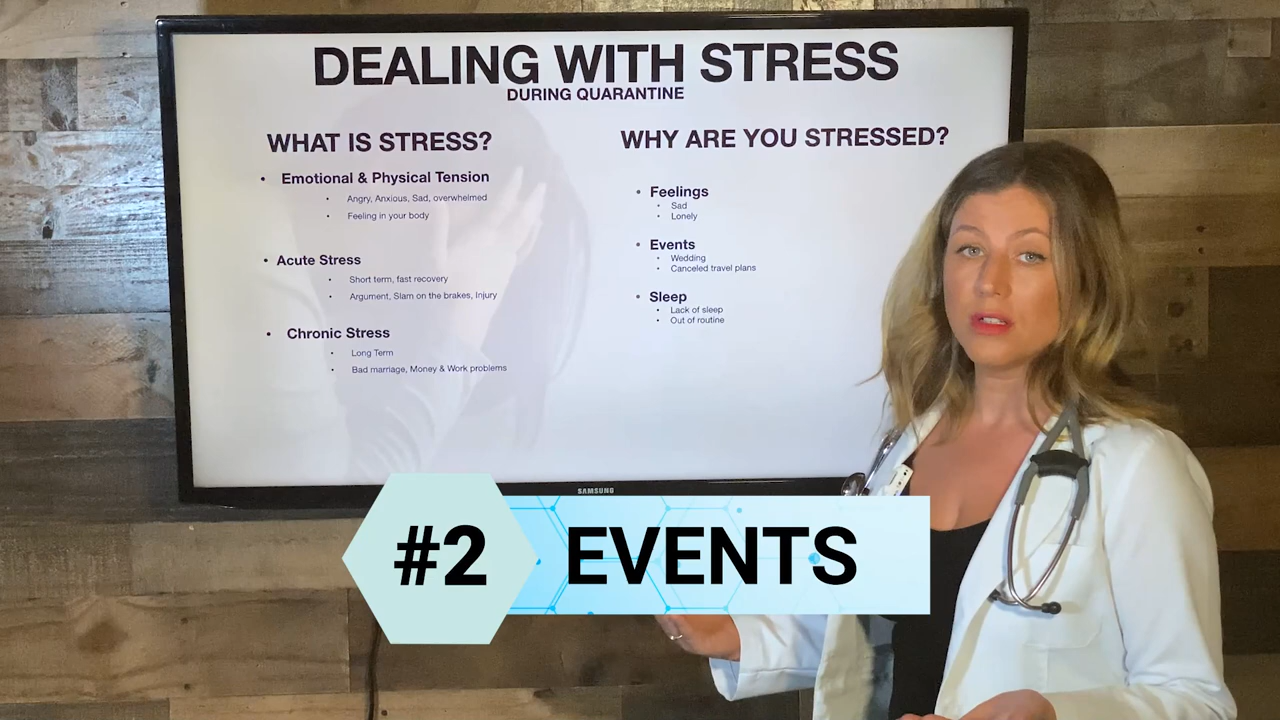 DEALING WITH STRESS
DURING QUARANTINE
WHAT IS STRESS?
• Emotional & Physical Tension
• Angry, Anxious, Sad, overwhelmed
• Feeling in your body
• Acute Stress
• Short term, fast recovery
• Argument, Slam on the brakes, Injury
• Chronic Stress
• Long Term
• Bad marriage, Money & Work problems
WHY ARE YOU STRESSED?
• Feelings
• Sad
• Lonely
• Events
• Wedding
• Canceled travel plans
• Sleep
• Lack of sleep
• Out of routine
SAMSUNG
#2 EVENTS